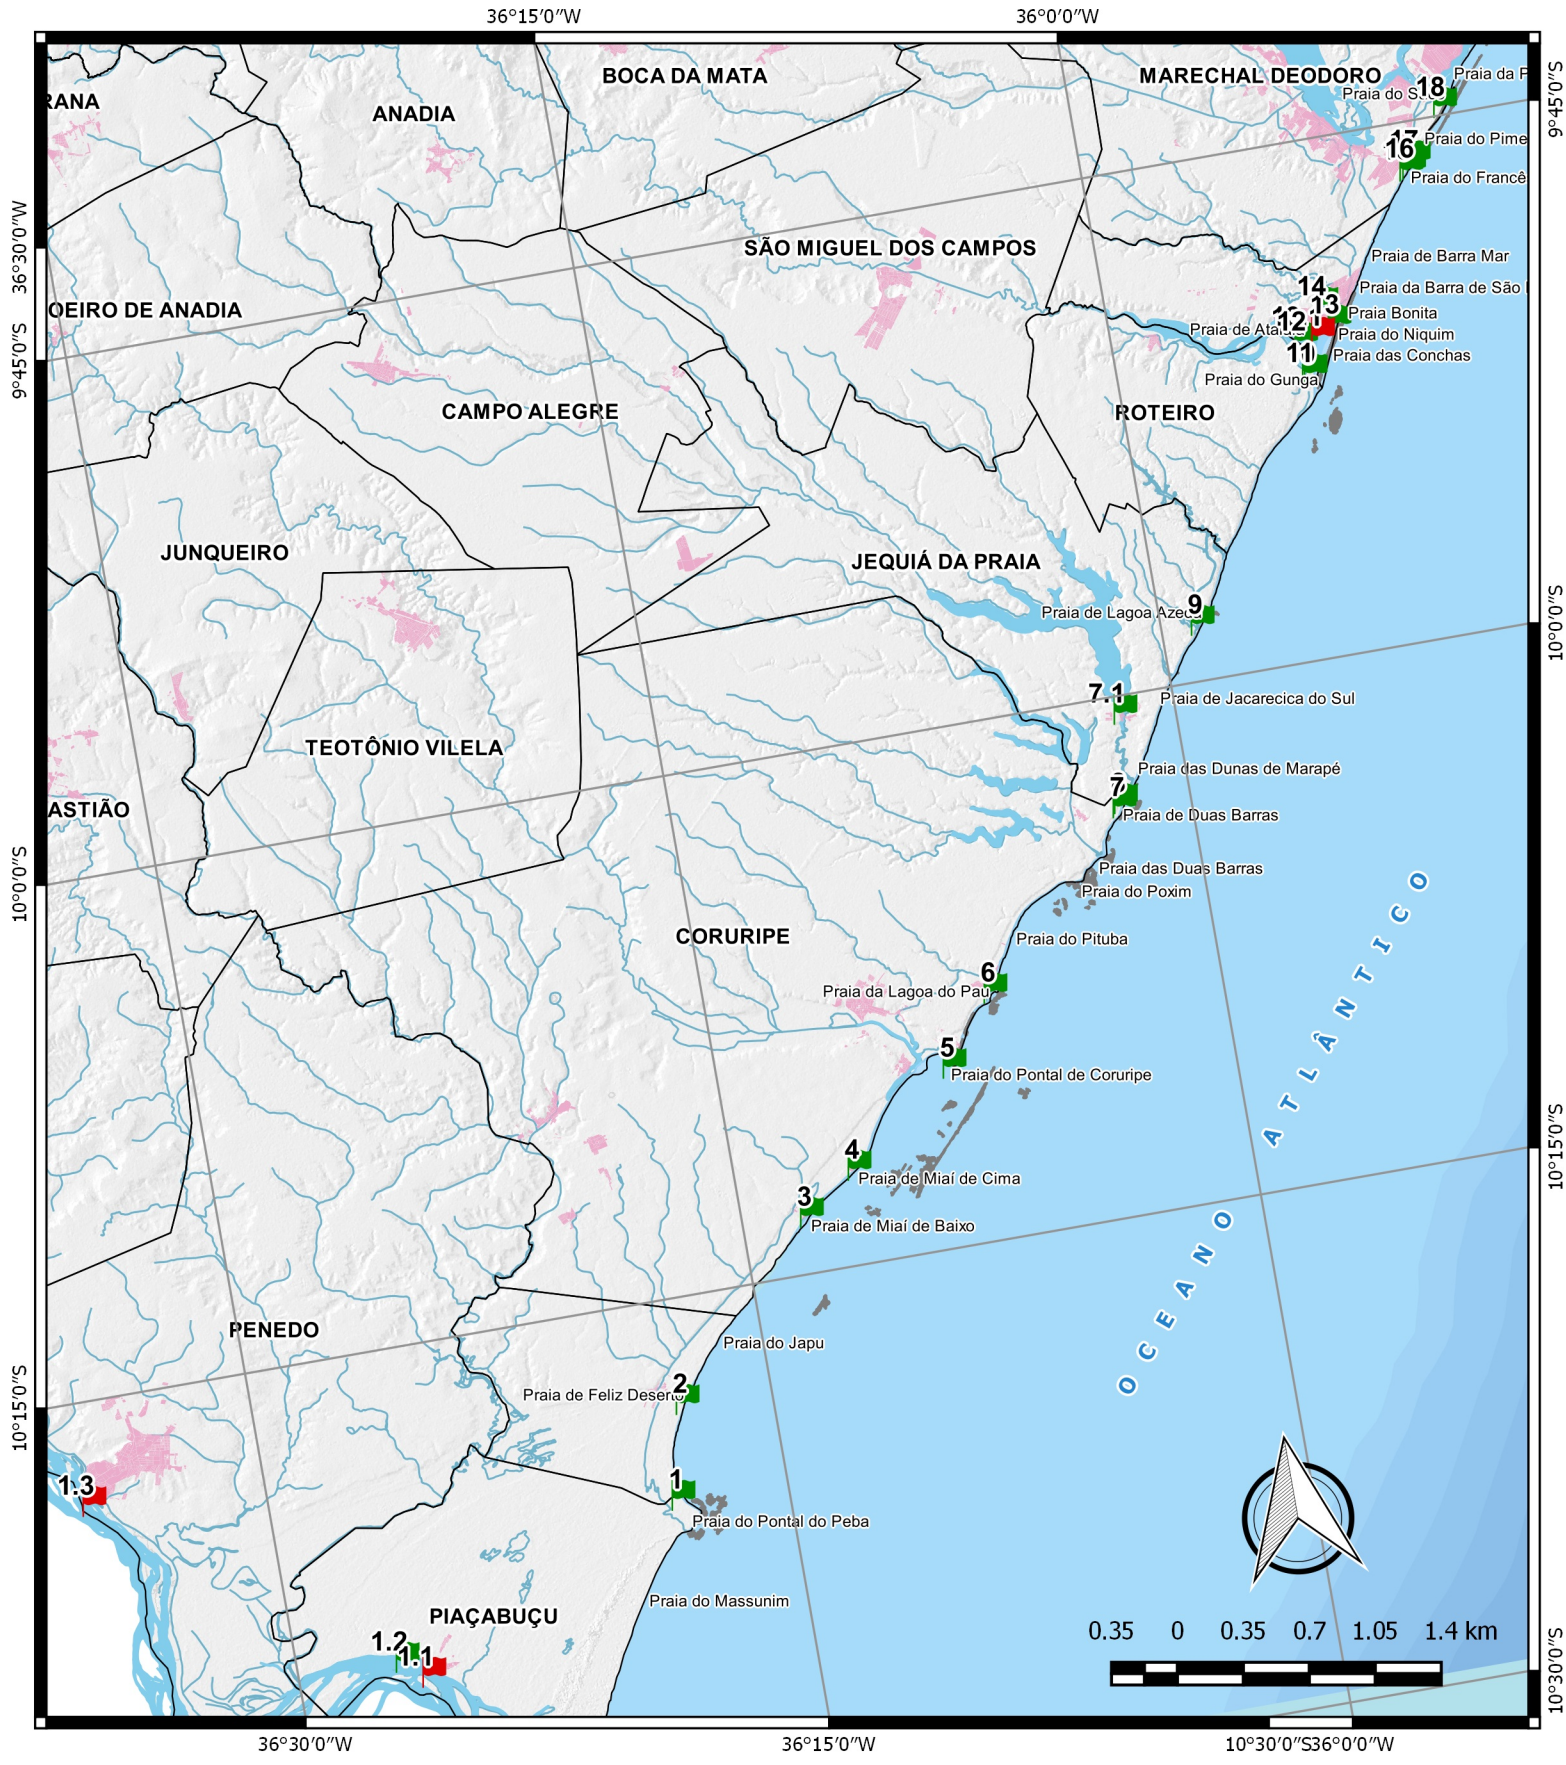 36°15'0"W
36°0'0"W
BOCA DA MATA
MARECHAL DEODORO
Praia da P
18
9°45'0"S
RANA
ANADIA
17
Praia do Pime
16
Praia do Francê
36°30'0"W
SÃO MIGUEL DOS CAMPOS
Praia de Barra Mar
14
Praia da Barra de São
OEIRO DE ANADIA
13
Praia Bonita
12
Praia do Niquim
11
Praia das Conchas
9°45'0"S
Praia do Gunga
CAMPO ALEGRE
ROTEIRO
JUNQUEIRO
JEQUIÁ DA PRAIA
9
Praia de Lagoa Azeda
10°0'0"S
7.1
Praia de Jacarecica do Sul
TEOTÔNIO VILELA
Praia das Dunas de Marapé
7
ASTIÃO
Praia de Duas Barras
Praia das Duas Barras
10°0'0"S
Praia do Poxim
CORURIPE
Praia do Pituba
6
Praia da Lagoa do Pau
5
Praia do Pontal de Coruripe
OCEANO ATLÂNTICO
10°15'0"S
4
Praia de Miaí de Cima
3
Praia de Miaí de Baixo
PENEDO
Praia do Japu
2
Praia de Feliz Deserto
10°15'0"S
1.3
1
Praia do Pontal do Peba
Praia do Massunim
PIAÇABUÇU
1.2
1.1
0.35 0 0.35 0.7 1.05 1.4 km
10°30'0"S
36°30'0"W
36°15'0"W
10°30'0"S
36°0'0"W